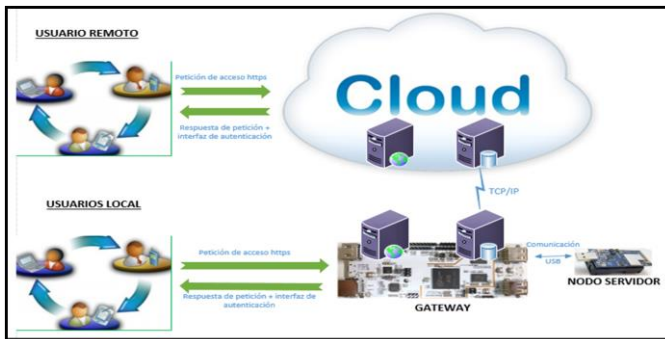 USUARIO REMOTO
Petición de acceso https
Respuesta de petición +
interfaz de autenticación
Cloud
TCP/IP
USUARIOS LOCAL
Petición de acceso https
Respuesta de petición + interfaz de
autenticación
Comunicación
USB
NODO SERVIDOR
GATEWAY